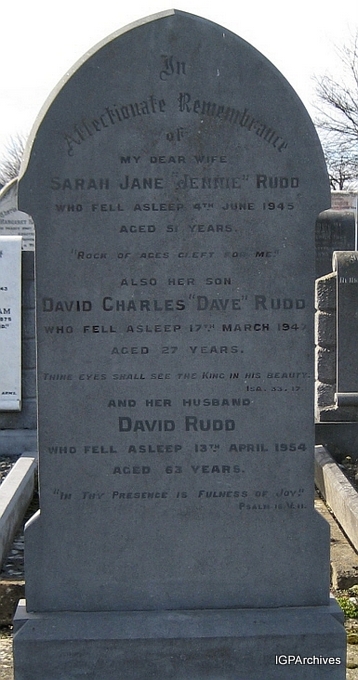 In
Affectionate Remembrance
of
MY DEAR WIFE
SARAH JANE "JENNIE" RUDD
WHO FELL ASLEEP 4TH JUNE 1945
AGED 51 YEARS.
"ROCK OF AGES CLEFT FOR ME"
ALSO HER SON
DAVID CHARLES "DAVE" RUDD
WHO FELL ASLEEP 17TH MARCH 1947
AGED 27 YEARS.
THINE EYES SHALL SEE THE KING IN HIS BEAUTY.
ISA. 33. 17.
AND HER HUSBAND
DAVID RUDD
WHO FELL ASLEEP 13TH APRIL 1954
AGED 63 YEARS.
"IN THY PRESENCE IS FULNESS OF JOY."
PSALM 16. V. 11.
IGPArchives